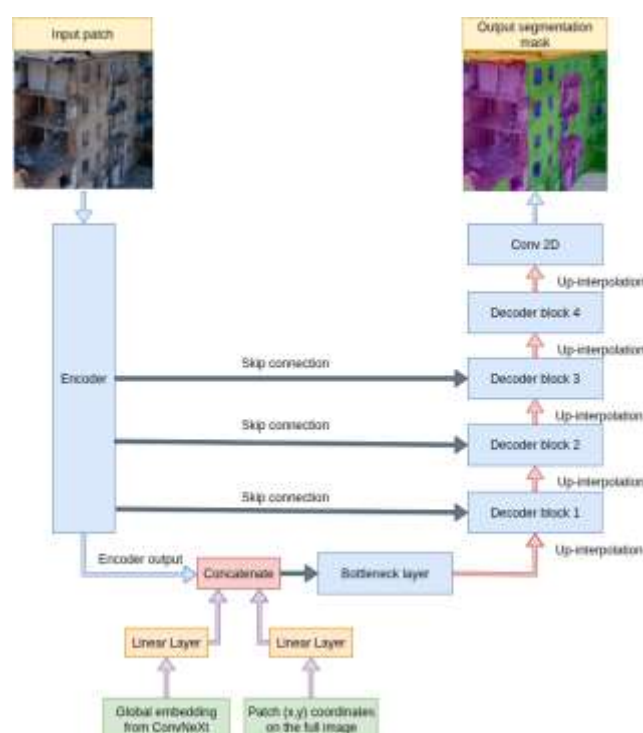 Input patch
Output segmentation
mask
Conv 2D
Up-interpolation
Decoder block 4
Up-interpolation
Encoder
Skip connection
Decoder block 3
Up-interpolation
Skip connection
Decoder block 2
Up-interpolation
Skip connection
Decoder block 1
Encoder output
Up-interpolation
Concatenate
Bottleneck layer
Linear Layer
Linear Layer
Global embedding
from ConvNeXt
Patch (x,y) coordinates
on the full image